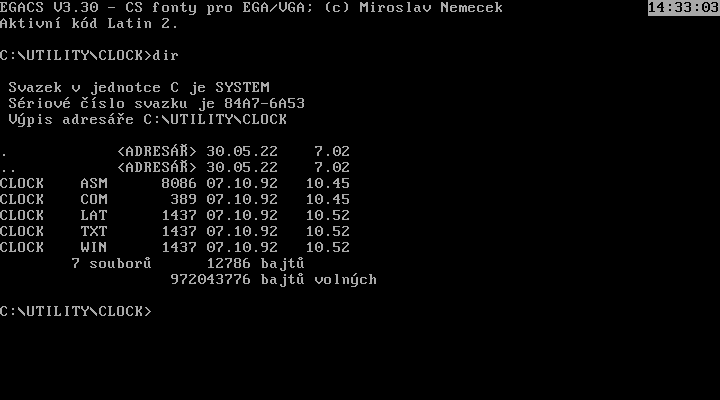 EGACS V3.30 - CS fonty pro EGA/VGA; (c) Miroslav Nemecek 14:33:03
Aktivní kód Latin 2.
C:\UTILITY\CLOCK>dir
Svazek v jednotce C je SYSTEM
Sériové číslo svazku je 84A7-6A53
Výpis adresáře C:\UTILITY\CLOCK
. <ADRESÁŘ> 30.05.22 7.02
.. <ADRESÁŘ> 30.05.22 7.02
CLOCK ASM 8086 07.10.92 10.45
CLOCK COM 389 07.10.92 10.45
CLOCK LAT 1437 07.10.92 10.52
CLOCK TXT 1437 07.10.92 10.52
CLOCK WIN 1437 07.10.92 10.52
7 souborů 12786 bajtů
972043776 bajtů volných
C:\UTILITY\CLOCK>